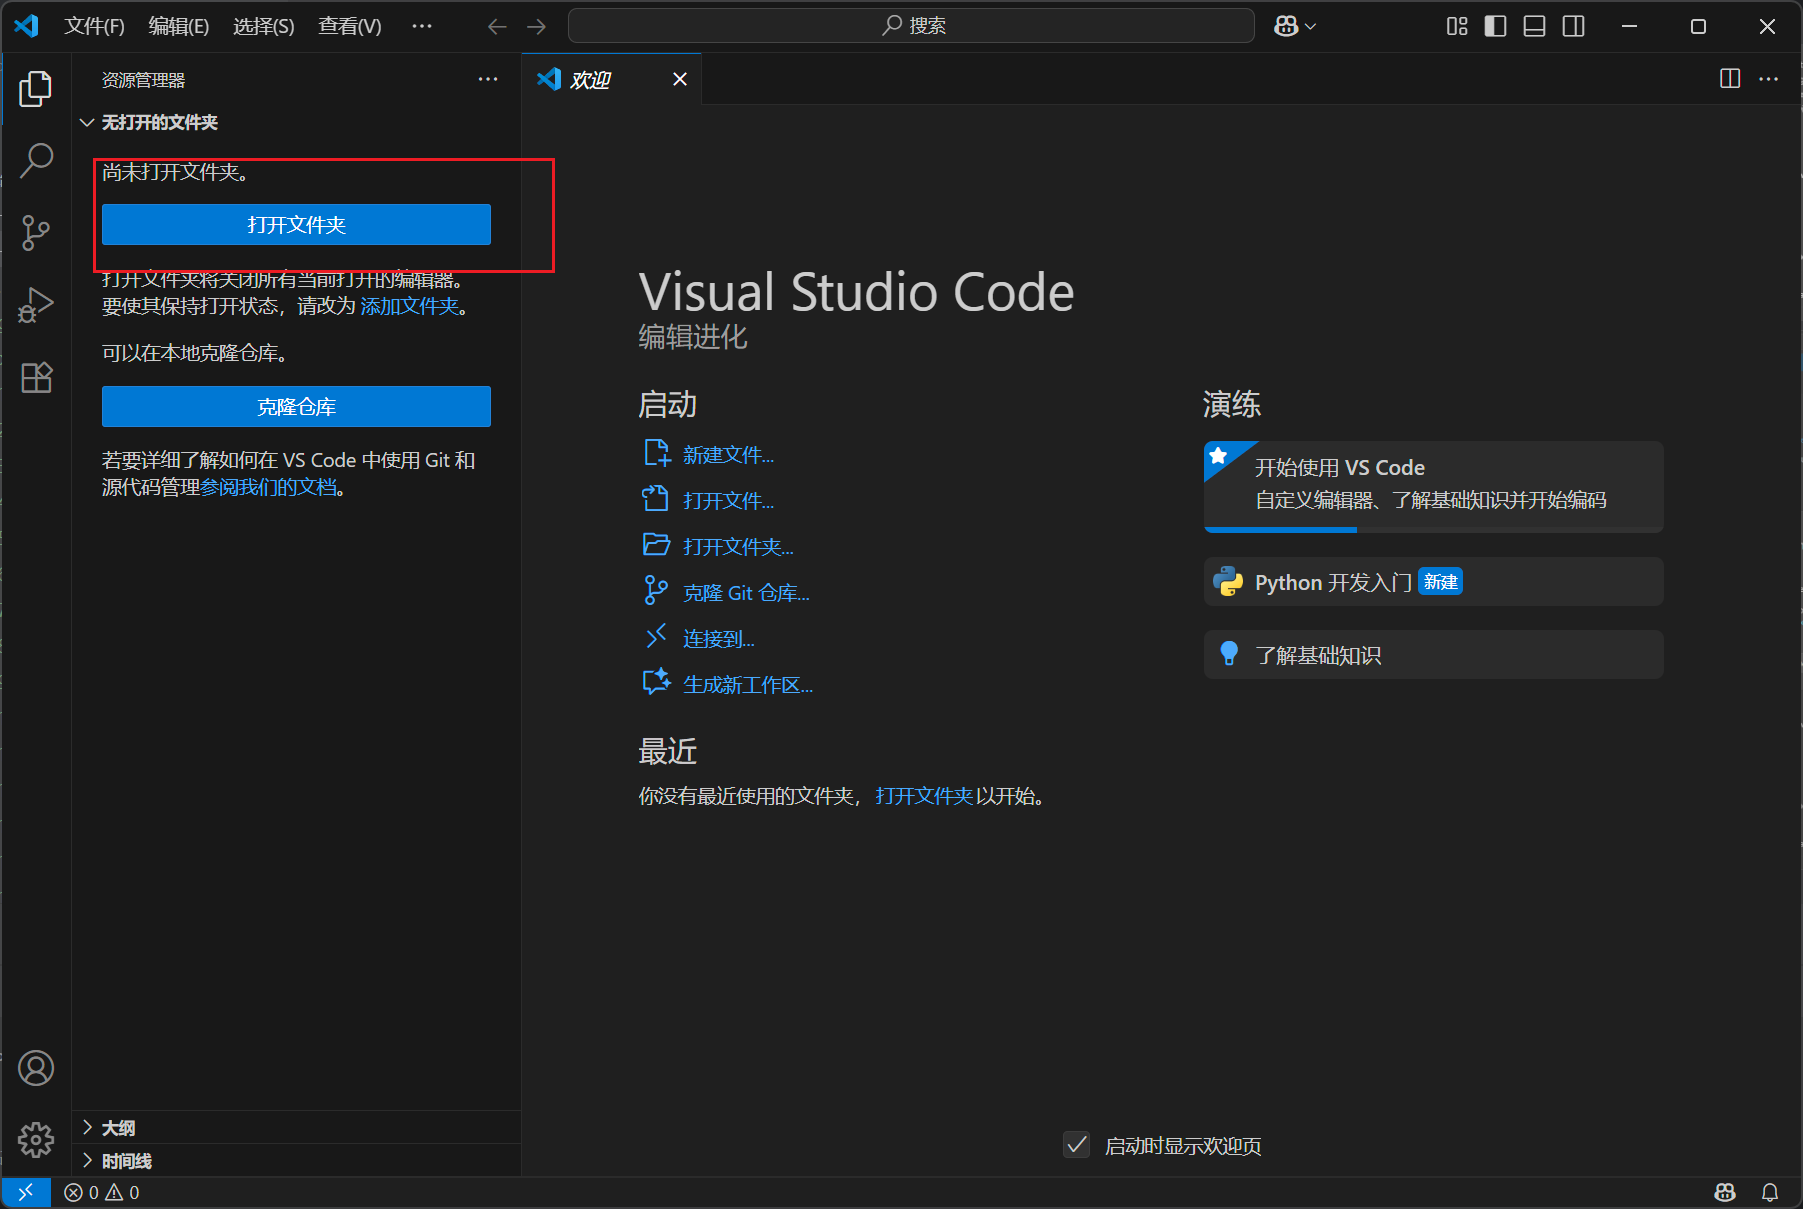 文件(F) 编辑(E) 选择(S) 查看(V) ··· 搜索
资源管理器 ···
欢迎
无打开的文件夹
尚未打开文件夹。
打开文件夹
打开文件夹将关闭所有当前打开的编辑器。
要使其保持打开状态，请改为 添加文件夹。
可以在本地克隆仓库。
克隆仓库
若要详细了解如何在 VS Code 中使用 Git 和
源代码管理参阅我们的文档。
大纲
时间线
Visual Studio Code
编辑进化
启动
新建文件...
打开文件...
打开文件夹...
克隆 Git 仓库...
连接到...
生成新工作区...
最近
你没有最近使用的文件夹，打开文件夹以开始。
演练
开始使用 VS Code
自定义编辑器、了解基础知识并开始编码
Python 开发入门 新建
了解基础知识
启动时显示欢迎页
0 0